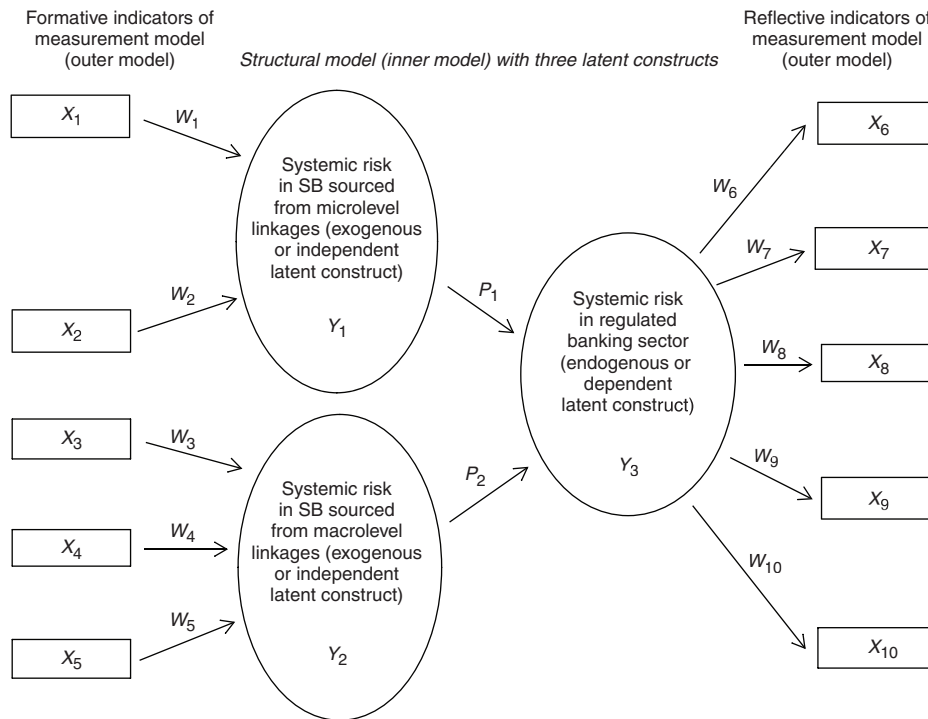 Formative indicators of
measurement model
(outer model)
Structural model (inner model) with three latent constructs
Reflective indicators of
measurement model
(outer model)
X1
W1
X2
W2
Systemic risk
in SB sourced
from microlevel
linkages (exogenous
or independent
latent construct)
Y1
P1
X3
W3
X4
W4
X5
W5
Systemic risk
in SB sourced
from macrolevel
linkages (exogenous
or independent
latent construct)
Y2
P2
Systemic risk
in regulated
banking sector
(endogenous or
dependent
latent construct)
Y3
W6
X6
W7
X7
W8
X8
W9
X9
W10
X10